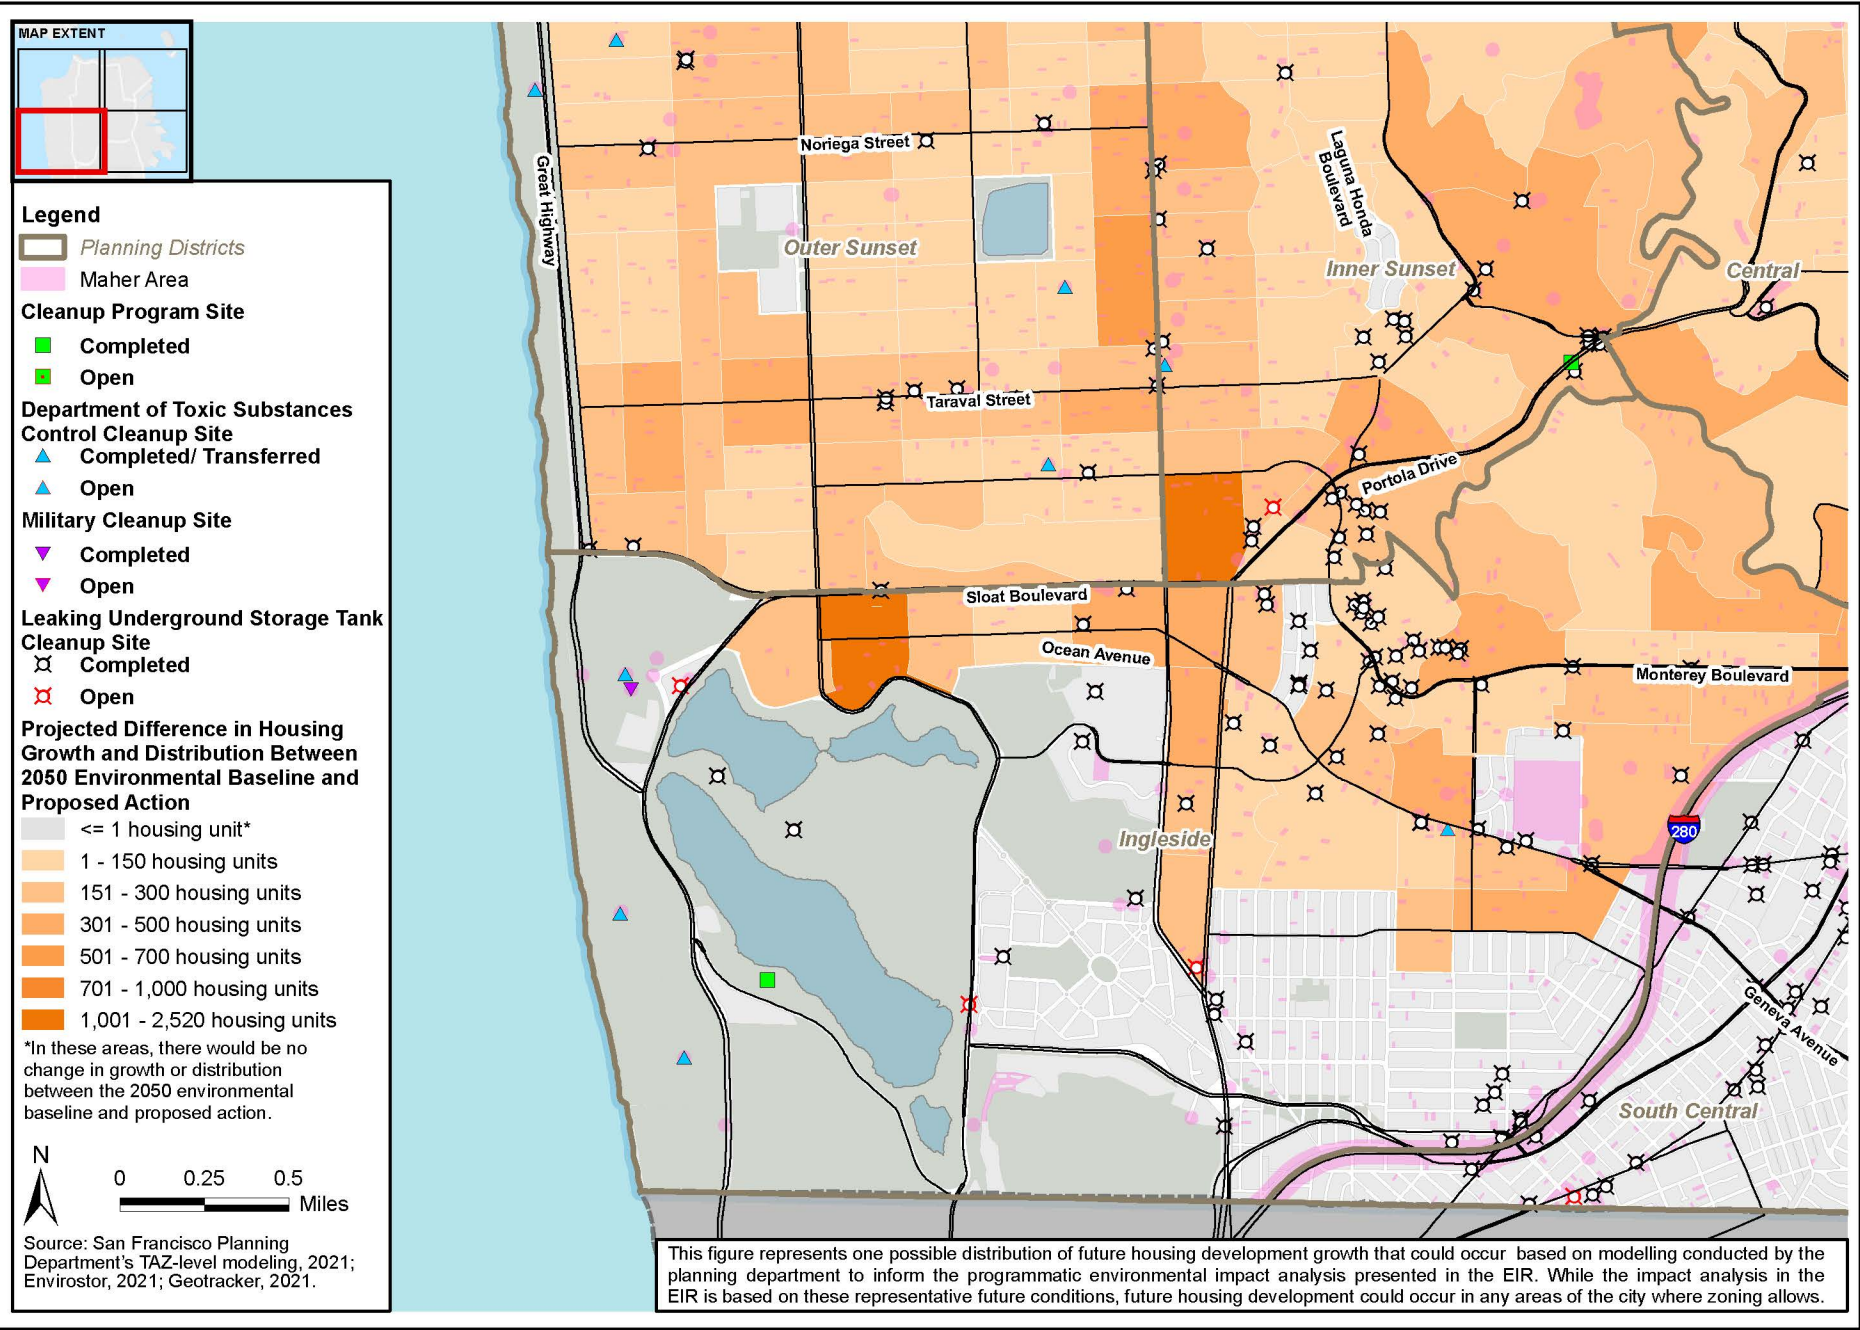 MAP EXTENT
Legend
Planning Districts
Maher Area
Cleanup Program Site
Completed
Open
Department of Toxic Substances
Control Cleanup Site
Completed/ Transferred
Open
Military Cleanup Site
Completed
Open
Leaking Underground Storage Tank
Cleanup Site
Completed
Open
Projected Difference in Housing
Growth and Distribution Between
2050 Environmental Baseline and
Proposed Action
<= 1 housing unit*
1 - 150 housing units
151 - 300 housing units
301 - 500 housing units
501 - 700 housing units
701 - 1,000 housing units
1,001 - 2,520 housing units
*In these areas, there would be no
change in growth or distribution
between the 2050 environmental
baseline and proposed action.
N
0 0.25 0.5
Miles
Source: San Francisco Planning
Department's TAZ-level modeling, 2021;
Envirostor, 2021; Geotracker, 2021.
Great Highway
Noriega Street
Laguna Honda
Boulevard
Outer Sunset
Inner Sunset
Central
Taraval Street
Portola Drive
Sloat Boulevard
Ocean Avenue
Monterey Boulevard
Ingleside
280
Geneva Avenue
South Central
This figure represents one possible distribution of future housing development growth that could occur based on modelling conducted by the
planning department to inform the programmatic environmental impact analysis presented in the EIR. While the impact analysis in the
EIR is based on these representative future conditions, future housing development could occur in any areas of the city where zoning allows.